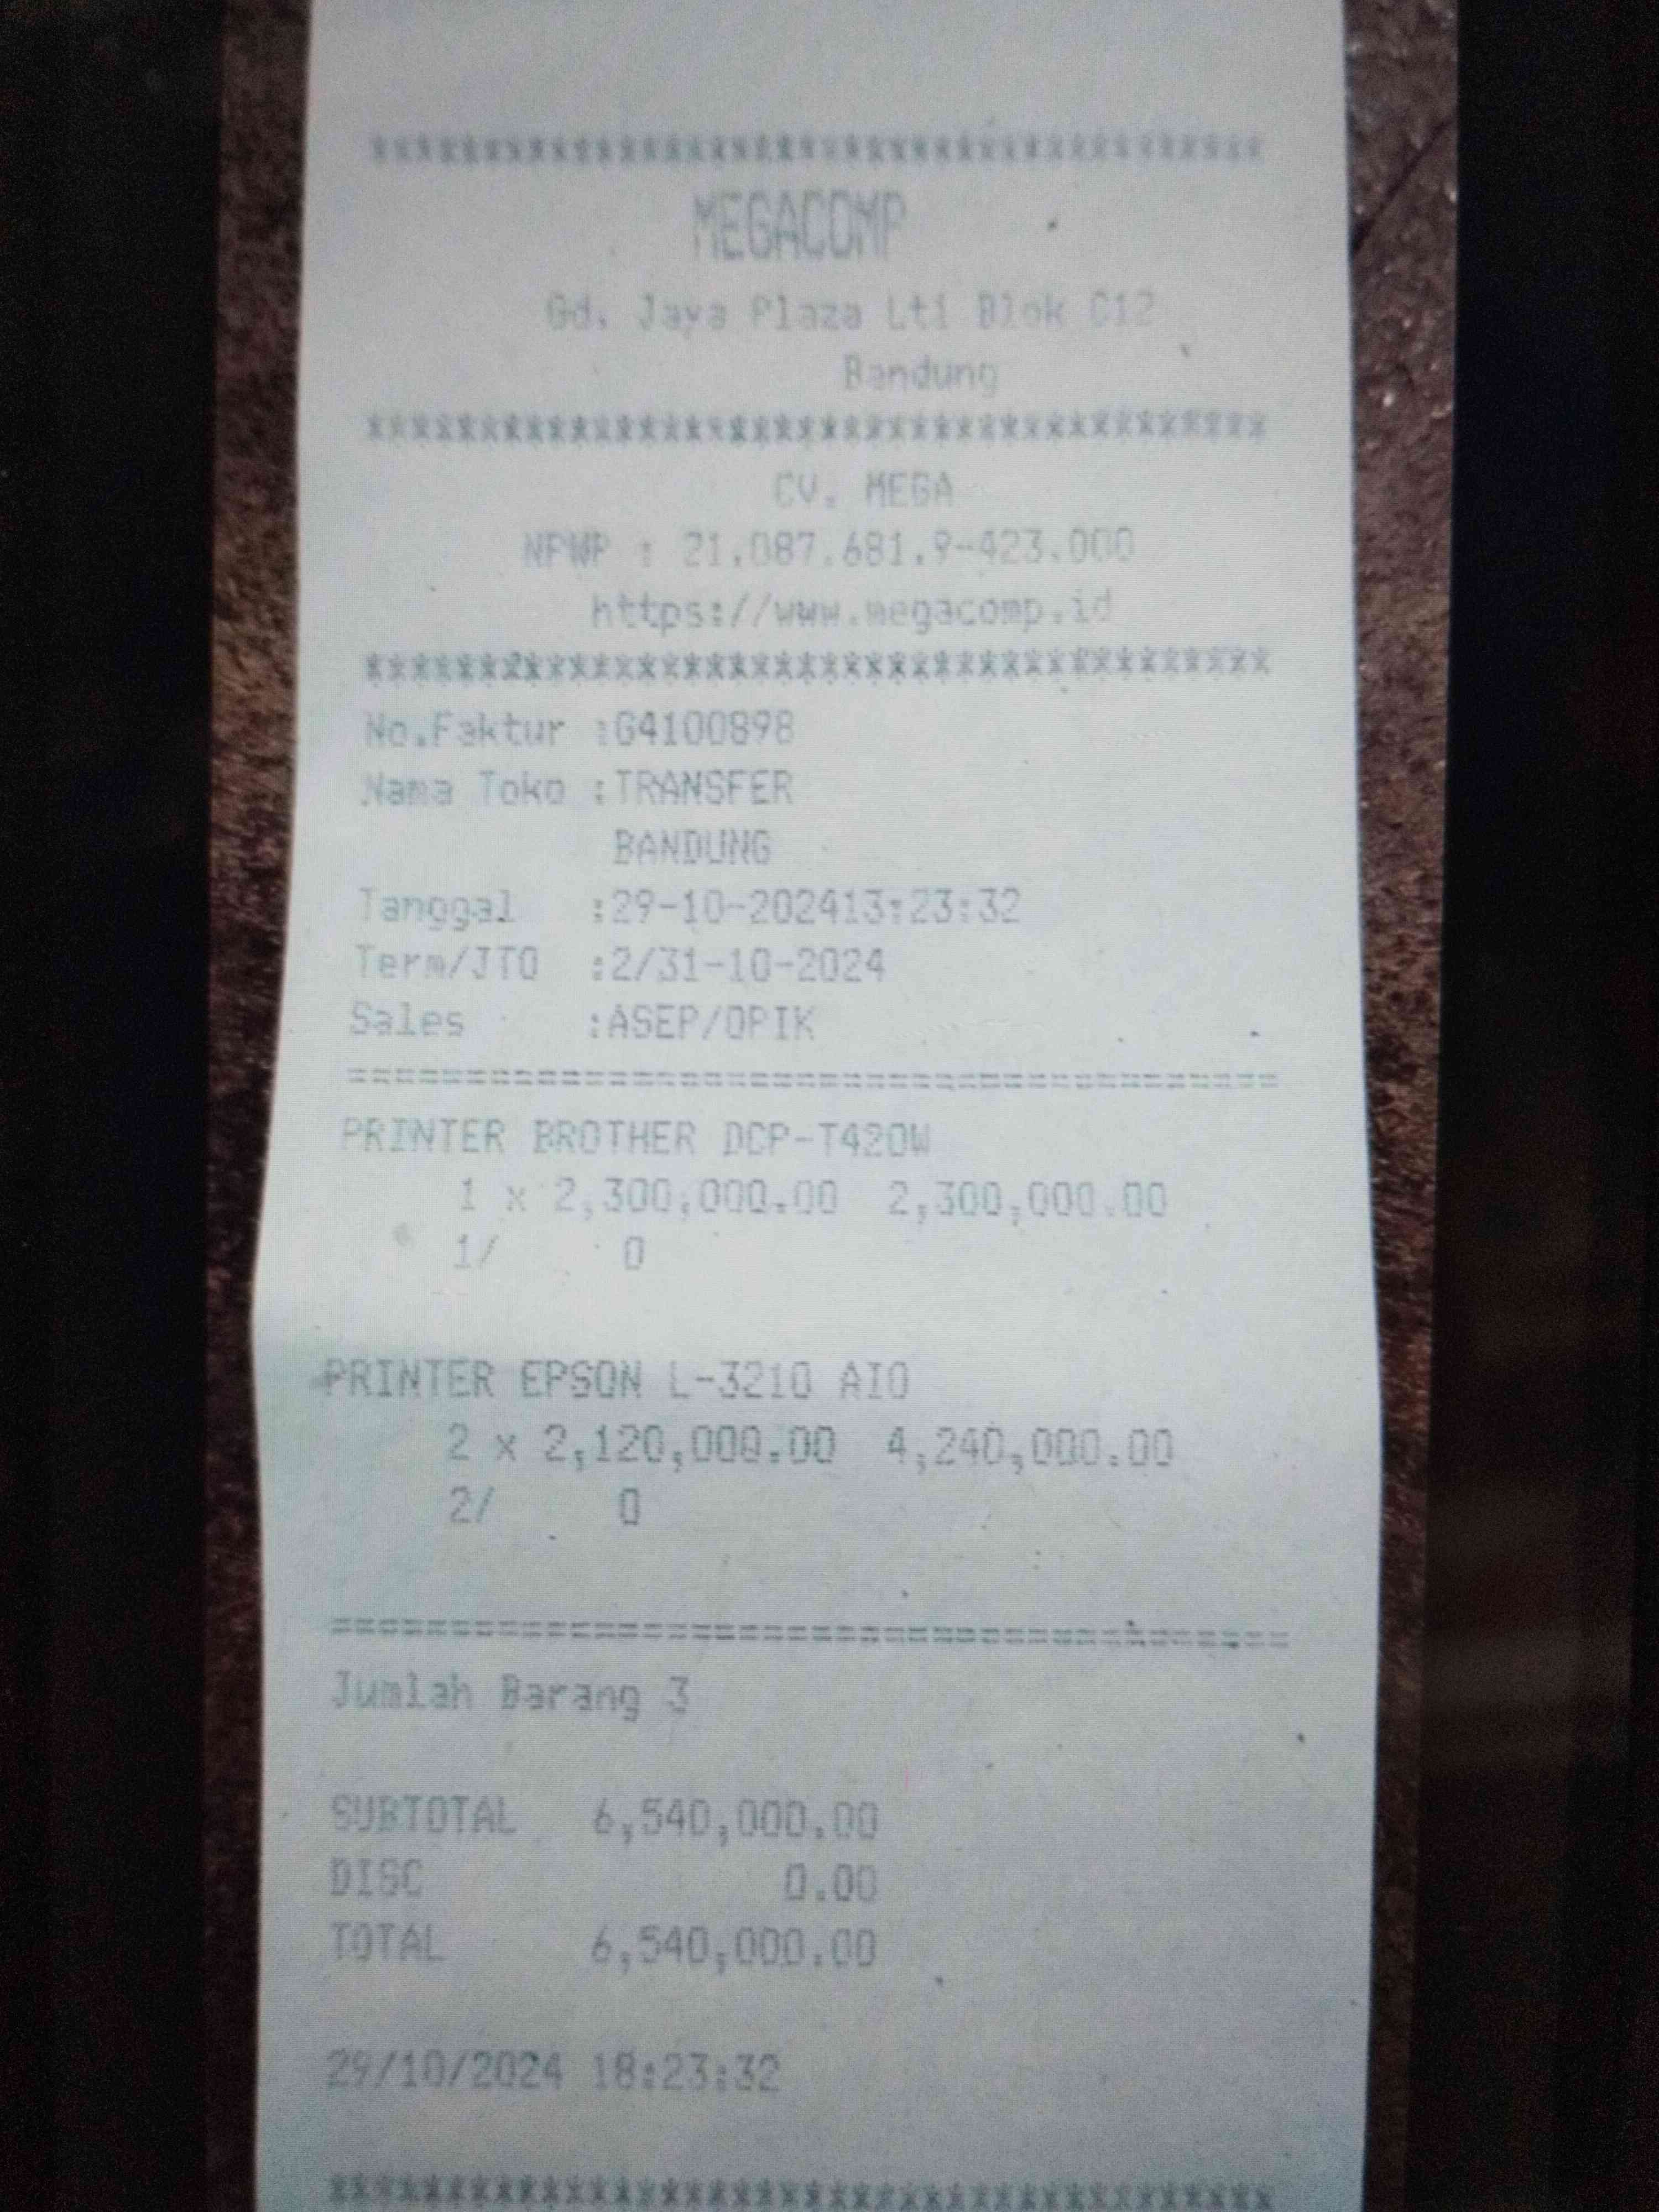 ****************************************
MEGACOMP
Gd. Jaya Plaza Lti Blok C12
Bandung
****************************************
CV. MEGA
NPWP : 21.087.681.9-423.000
https://www.megacomp.id
****************************************
No.Faktur :G4100898
Nama Toko :TRANSFER
BANDUNG
Tanggal :29-10-202413:23:32
Term/JTO :2/31-10-2024
Sales :ASEP/OPIK
========================================
PRINTER BROTHER DCP-T420W
1 x 2,300,000.00 2,300,000.00
1/ 0
PRINTER EPSON L-3210 AIO
2 x 2,120,000.00 4,240,000.00
2/ 0
========================================
Jumlah Barang 3
SUBTOTAL 6,540,000.00
DISC 0.00
TOTAL 6,540,000.00
29/10/2024 18:23:32
****************************************